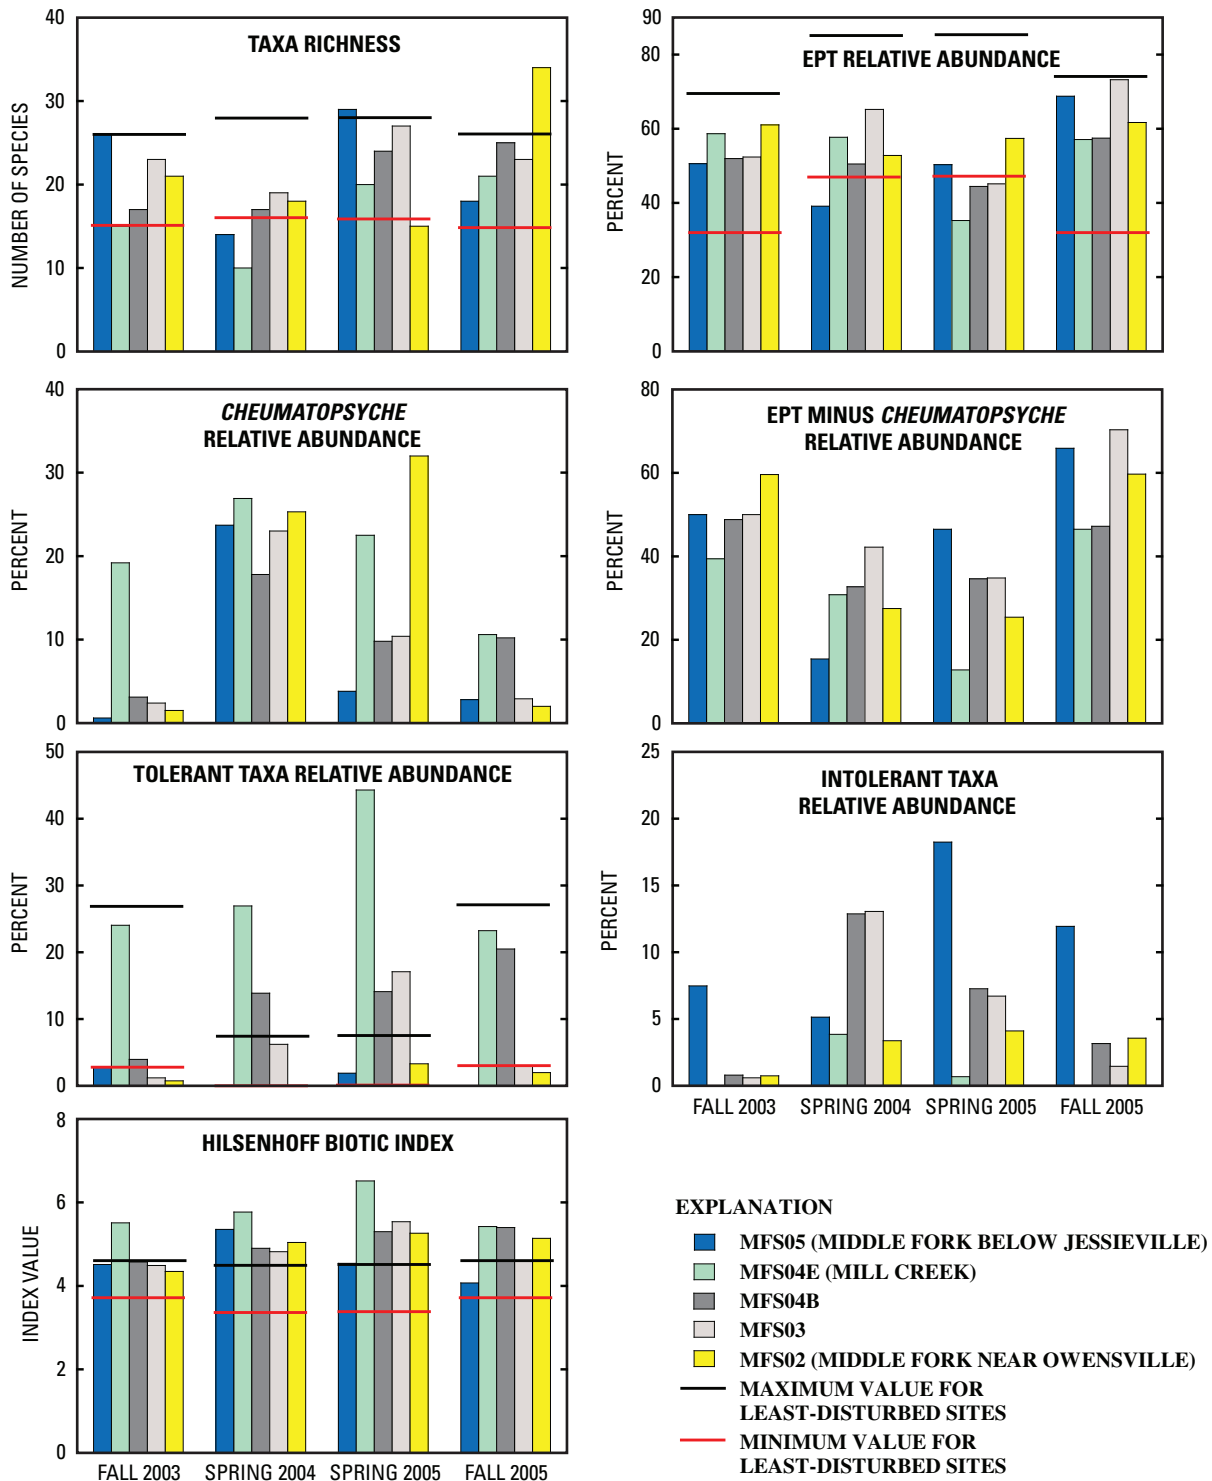 TAXA RICHNESS
NUMBER OF SPECIES
40
30
20
10
0
EPT RELATIVE ABUNDANCE
PERCENT
90
80
60
40
20
0
CHEUMATOPSYCHE
RELATIVE ABUNDANCE
PERCENT
40
30
20
10
0
EPT MINUS CHEUMATOPSYCHE
RELATIVE ABUNDANCE
PERCENT
80
60
40
20
0
TOLERANT TAXA RELATIVE ABUNDANCE
PERCENT
50
40
30
20
10
0
INTOLERANT TAXA
RELATIVE ABUNDANCE
PERCENT
25
20
15
10
5
0
FALL 2003 SPRING 2004 SPRING 2005 FALL 2005
HILSENHOFF BIOTIC INDEX
INDEX VALUE
8
6
4
2
0
FALL 2003 SPRING 2004 SPRING 2005 FALL 2005
EXPLANATION
MFS05 (MIDDLE FORK BELOW JESSIEVILLE)
MFS04E (MILL CREEK)
MFS04B
MFS03
MFS02 (MIDDLE FORK NEAR OWENSVILLE)
MAXIMUM VALUE FOR
LEAST-DISTURBED SITES
MINIMUM VALUE FOR
LEAST-DISTURBED SITES